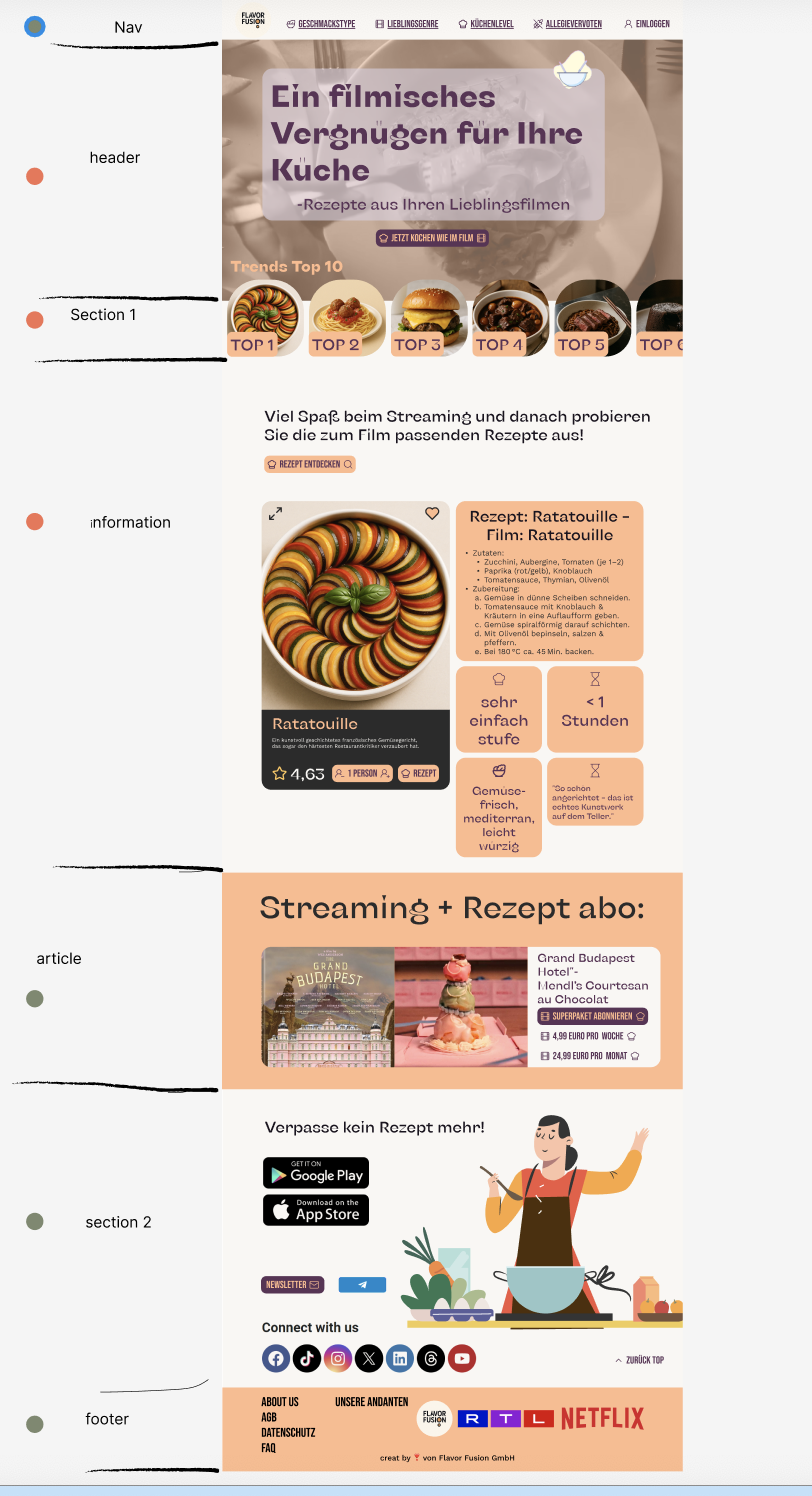 Nav
FLAVOR
FUSION
GESCHMACKSTYPE
LIEBLINGSGENRE
KÜCHENLEVEL
ALLEGIEVERVOTEN
EINLOGGEN
header
Ein filmisches
Vergnügen für Ihre
Küche
-Rezepte aus Ihren Lieblingsfilmen
JETZT KOCHEN WIE IM FILM
Trends Top 10
Section 1
TOP 1
TOP 2
TOP 3
TOP 4
TOP 5
TOP 6
Viel Spaß beim Streaming und danach probieren
Sie die zum Film passenden Rezepte aus!
REZEPT ENTDECKEN
information
Rezept: Ratatouille –
Film: Ratatouille
• Zutaten:
• Zucchini, Aubergine, Tomaten (je 1–2)
• Paprika (rot/gelb), Knoblauch
• Tomatensauce, Thymian, Olivenöl
• Zubereitung:
a. Gemüse in dünne Scheiben schneiden.
b. Tomatensauce mit Knoblauch &
Kräutern in eine Auflaufform geben.
c. Gemüse spiralförmig darauf schichten.
d. Mit Olivenöl bepinseln, salzen &
pfeffern.
e. Bei 180 °C ca. 45 Min. backen.
Ratatouille
Ein kunstvoll geschichtetes französisches Gemüsegericht,
das sogar den härtesten Restaurantkritiker verzaubert hat.
4,63
1 PERSON
REZEPT
sehr
einfach
stufe
< 1
Stunden
Gemüse-
frisch,
mediterran,
leicht
würzig
"So schön
angerichtet – das ist
echtes Kunstwerk
auf dem Teller."
article
Streaming + Rezept abo:
THE
GRAND
BUDAPEST
HOTEL
Grand Budapest
Hotel"-
Mendl's Courtesan
au Chocolat
SUPERPAKET ABONNIEREN
4,99 EURO PRO WOCHE
24,99 EURO PRO MONAT
section 2
Verpasse kein Rezept mehr!
GET IT ON
Google Play
Download on the
App Store
NEWSLETTER
Connect with us
ZURÜCK TOP
footer
ABOUT US
AGB
DATENSCHUTZ
FAQ
UNSERE ANDANTEN
FLAVOR
FUSION
RTL
NETFLIX
creat by von Flavor Fusion GmbH